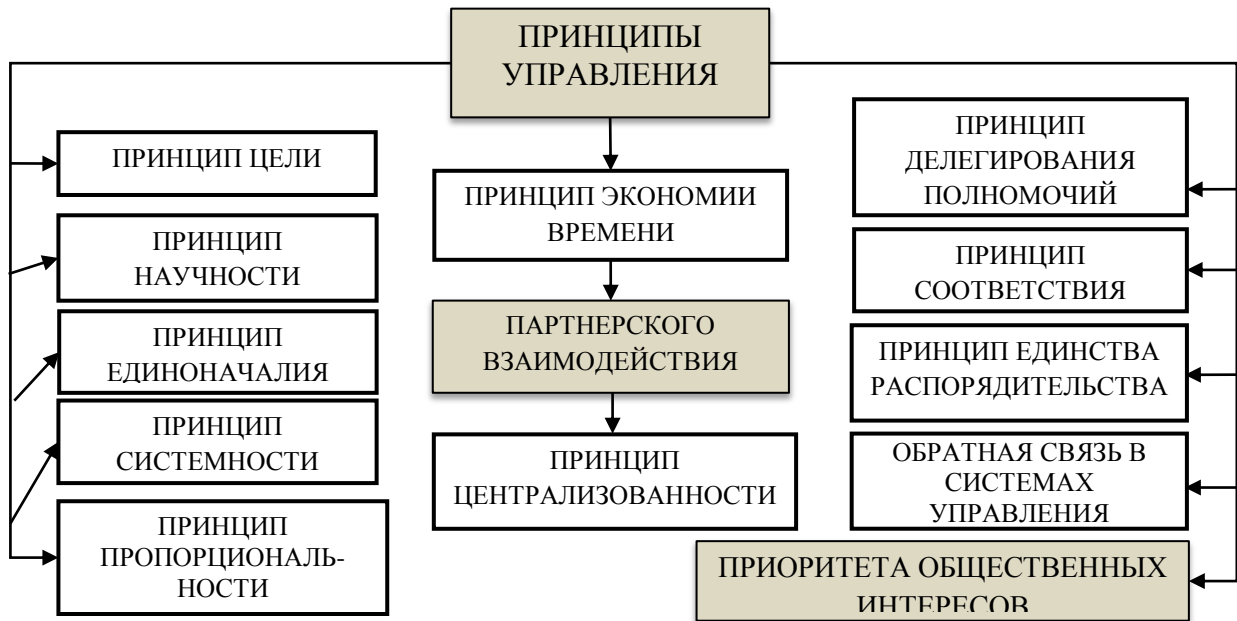 ПРИНЦИПЫ
УПРАВЛЕНИЯ
ПРИНЦИП ЦЕЛИ
ПРИНЦИП
НАУЧНОСТИ
ПРИНЦИП
ЕДИНОНАЧАЛИЯ
ПРИНЦИП
СИСТЕМНОСТИ
ПРИНЦИП
ПРОПОРЦИОНАЛЬ-
НОСТИ
ПРИНЦИП ЭКОНОМИИ
ВРЕМЕНИ
ПАРТНЕРСКОГО
ВЗАИМОДЕЙСТВИЯ
ПРИНЦИП
ЦЕНТРАЛИЗОВАННОСТИ
ПРИНЦИП
ДЕЛЕГИРОВАНИЯ
ПОЛНОМОЧИЙ
ПРИНЦИП
СООТВЕТСТВИЯ
ПРИНЦИП ЕДИНСТВА
РАСПОРЯДИТЕЛЬСТВА
ОБРАТНАЯ СВЯЗЬ В
СИСТЕМАХ
УПРАВЛЕНИЯ
ПРИОРИТЕТА ОБЩЕСТВЕННЫХ
ИНТЕРЕСОВ